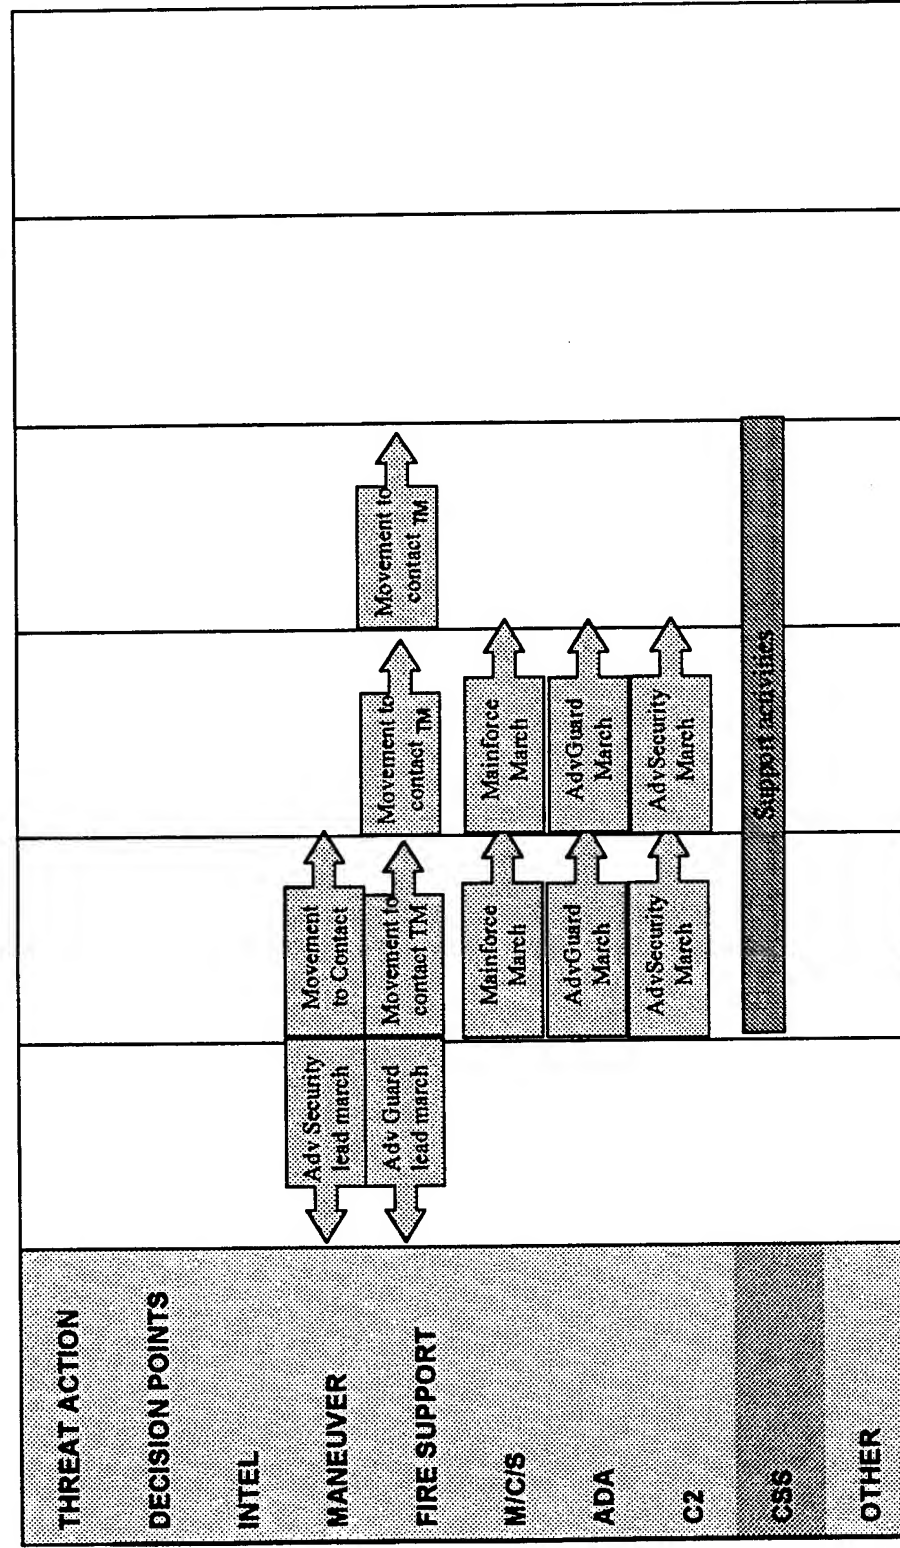 THREAT ACTION
DECISION POINTS
INTEL
MANEUVER
Adv Security
lead march
Movement
to Contact
FIRE SUPPORT
Adv Guard
lead march
Movement to
contact TM
Movement to
contact TM
Movement to
contact TM
M/C/S
Mainforce
March
Mainforce
March
ADA
AdvGuard
March
AdvGuard
March
C2
AdvSecurity
March
AdvSecurity
March
CSS
Support activities
OTHER